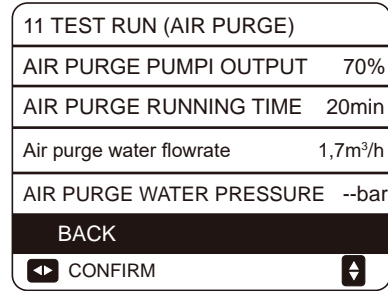 11 TEST RUN (AIR PURGE)
AIR PURGE PUMPI OUTPUT 70%
AIR PURGE RUNNING TIME 20min
Air purge water flowrate 1,7m³/h
AIR PURGE WATER PRESSURE --bar
BACK
CONFIRM